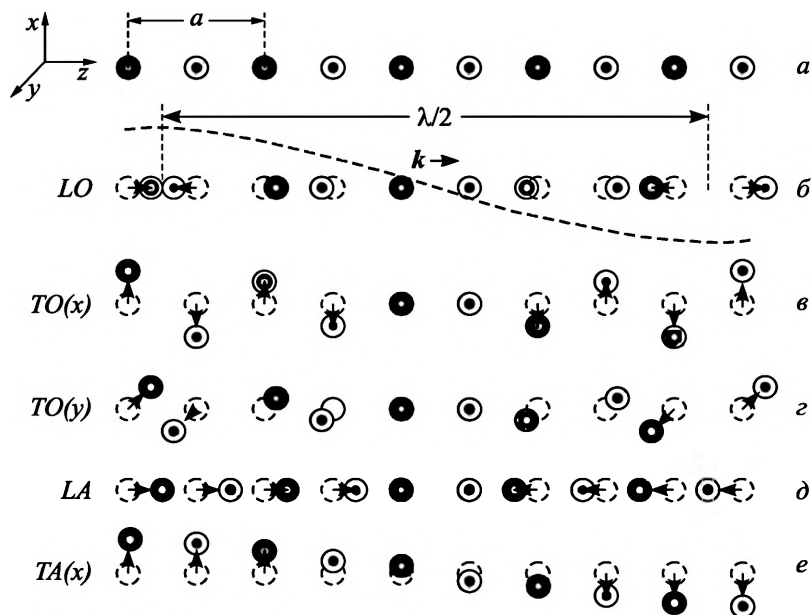 x a
z
y а
λ/2
k
LO б
TO(x) в
TO(y) г
LA д
TA(x) е